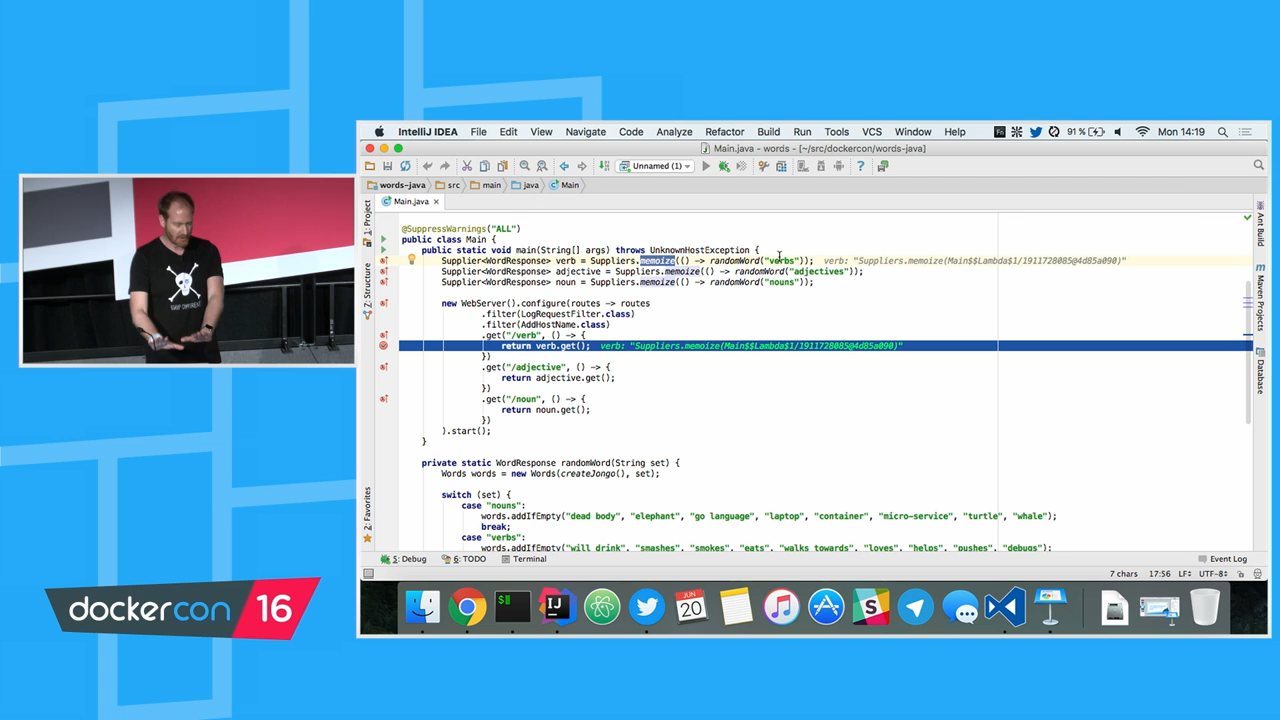 IntelliJ IDEA File Edit View Navigate Code Analyze Refactor Build Run Tools VCS Window Help 91 % Mon 14:19
Main.java - words - [~/src/dockercon/words-java]
Unnamed (1)
words-java src main java Main
Main.java
@SuppressWarnings("ALL")
public class Main {
public static void main(String[] args) throws UnknownHostException {
Supplier<WordResponse> verb = Suppliers.memoize(() -> randomWord("verbs")); verb: "Suppliers.memoize(Main$$Lambda$1/1911728085@4d85a090)"
Supplier<WordResponse> adjective = Suppliers.memoize(() -> randomWord("adjectives"));
Supplier<WordResponse> noun = Suppliers.memoize(() -> randomWord("nouns"));
new WebServer().configure(routes -> routes
.filter(LogRequestFilter.class)
.filter(AddHostName.class)
.get("/verb", () -> {
return verb.get(); verb: "Suppliers.memoize(Main$$Lambda$1/1911728085@4d85a090)"
})
.get("/adjective", () -> {
return adjective.get();
})
.get("/noun", () -> {
return noun.get();
})
).start();
}
private static WordResponse randomWord(String set) {
Words words = new Words(createJongo(), set);
switch (set) {
case "nouns":
words.addIfEmpty("dead body", "elephant", "go language", "laptop", "container", "micro-service", "turtle", "whale");
break;
case "verbs":
words.addIfEmpty("will drink", "smashes", "smokes", "eats", "walks towards", "loves", "helps", "pushes", "debugs");
1: Project
7: Structure
2: Favorites
Ant Build
Maven Projects
Database
5: Debug 6: TODO Terminal Event Log
7 chars 17:56 LF÷ UTF-8÷
JUN
20
dockercon 16